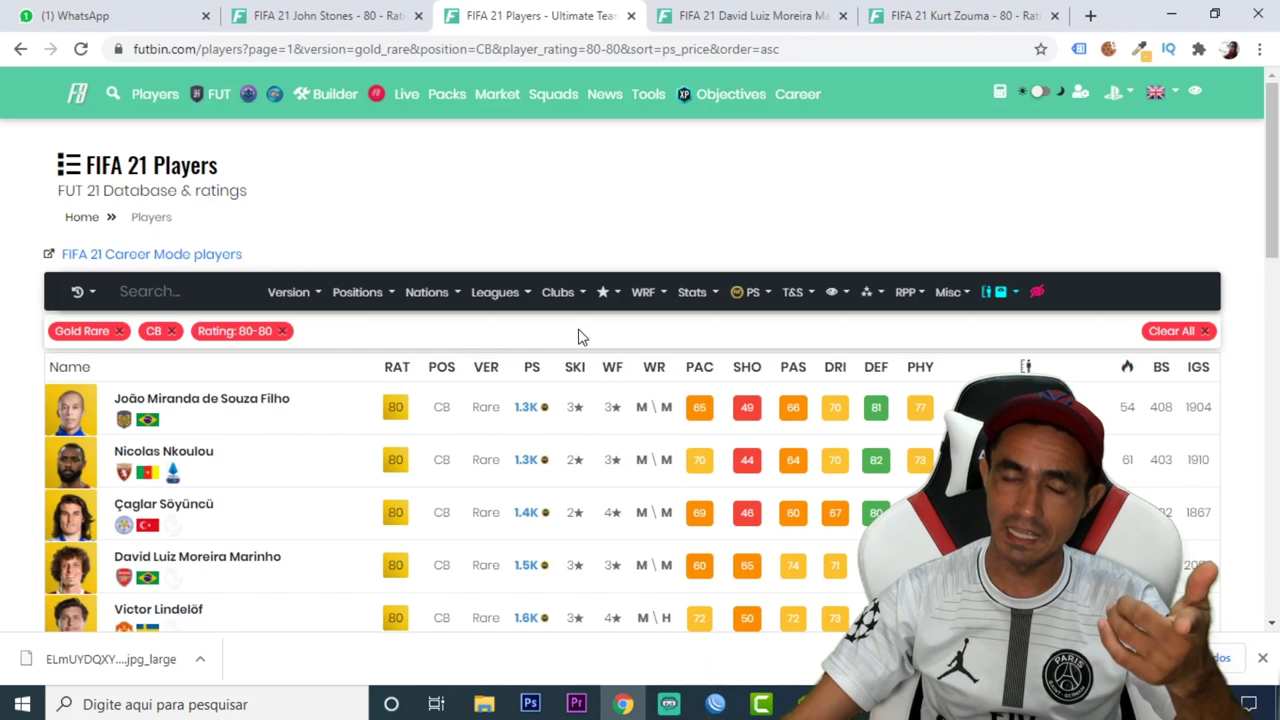 (1) WhatsApp
FIFA 21 John Stones - 80 - Rati
FIFA 21 Players - Ultimate Tean
FIFA 21 David Luiz Moreira Ma
FIFA 21 Kurt Zouma - 80 - Rati
futbin.com/players?page=1&version=gold_rare&position=CB&player_rating=80-80&sort=ps_price&order=asc
Players FUT Builder Live Packs Market Squads News Tools XP Objectives Career
FIFA 21 Players
FUT 21 Database & ratings
Home » Players
FIFA 21 Career Mode players
Search... Version Positions Nations Leagues Clubs WRF Stats PS T&S RPP Misc
Gold Rare × CB × Rating: 80-80 × Clear All ×
Name RAT POS VER PS SKI WF WR PAC SHO PAS DRI DEF PHY BS IGS
João Miranda de Souza Filho
80 CB Rare 1.3K 3★ 3★ M \ M 65 49 66 70 81 77 54 408 1904
Nicolas Nkoulou
80 CB Rare 1.3K 2★ 3★ M \ M 70 44 64 70 82 73 61 403 1910
Çaglar Söyüncü
80 CB Rare 1.4K 2★ 4★ M \ M 69 46 60 67 80 1867
David Luiz Moreira Marinho
80 CB Rare 1.5K 3★ 3★ M \ M 60 65 74 71
Victor Lindelöf
80 CB Rare 1.6K 3★ 4★ M \ H 72 50 72 73
PARIS
ELmUYDQXY....jpg_large
Digite aqui para pesquisar
Ps Pr C